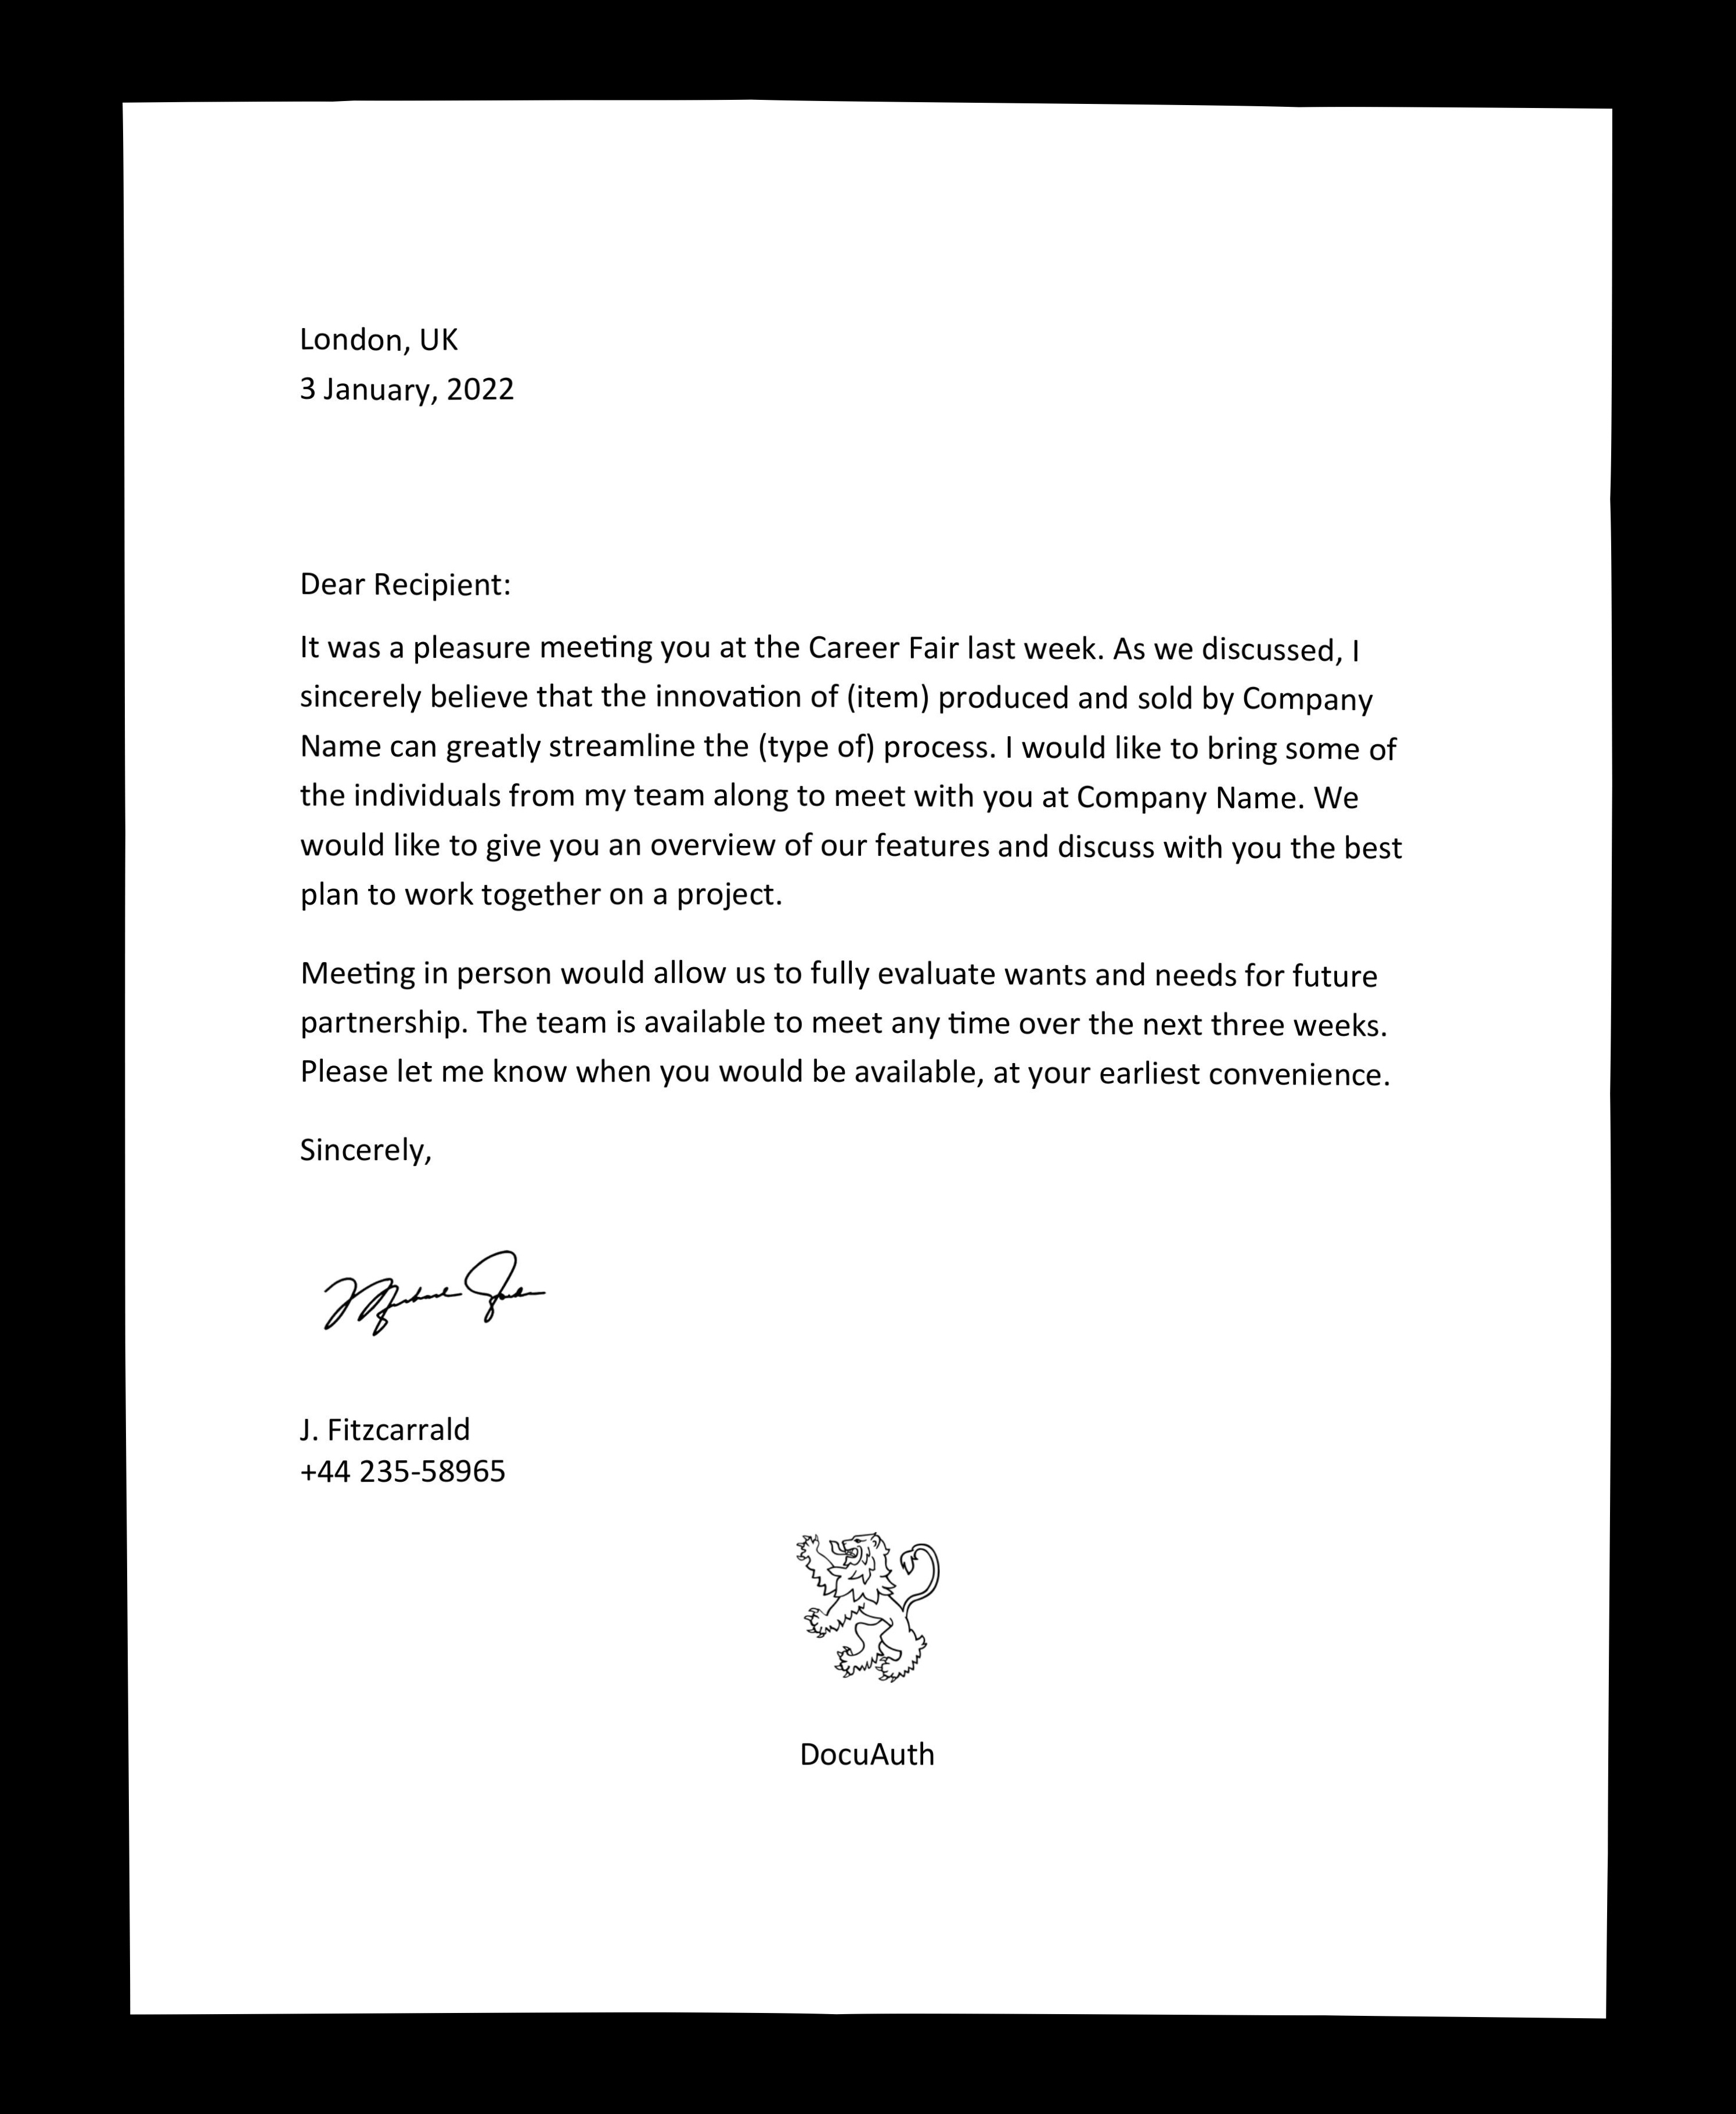 London, UK
3 January, 2022
Dear Recipient:
It was a pleasure meeting you at the Career Fair last week. As we discussed, I
sincerely believe that the innovation of (item) produced and sold by Company
Name can greatly streamline the (type of) process. I would like to bring some of
the individuals from my team along to meet with you at Company Name. We
would like to give you an overview of our features and discuss with you the best
plan to work together on a project.
Meeting in person would allow us to fully evaluate wants and needs for future
partnership. The team is available to meet any time over the next three weeks.
Please let me know when you would be available, at your earliest convenience.
Sincerely,
J. Fitzcarrald
+44 235-58965
DocuAuth